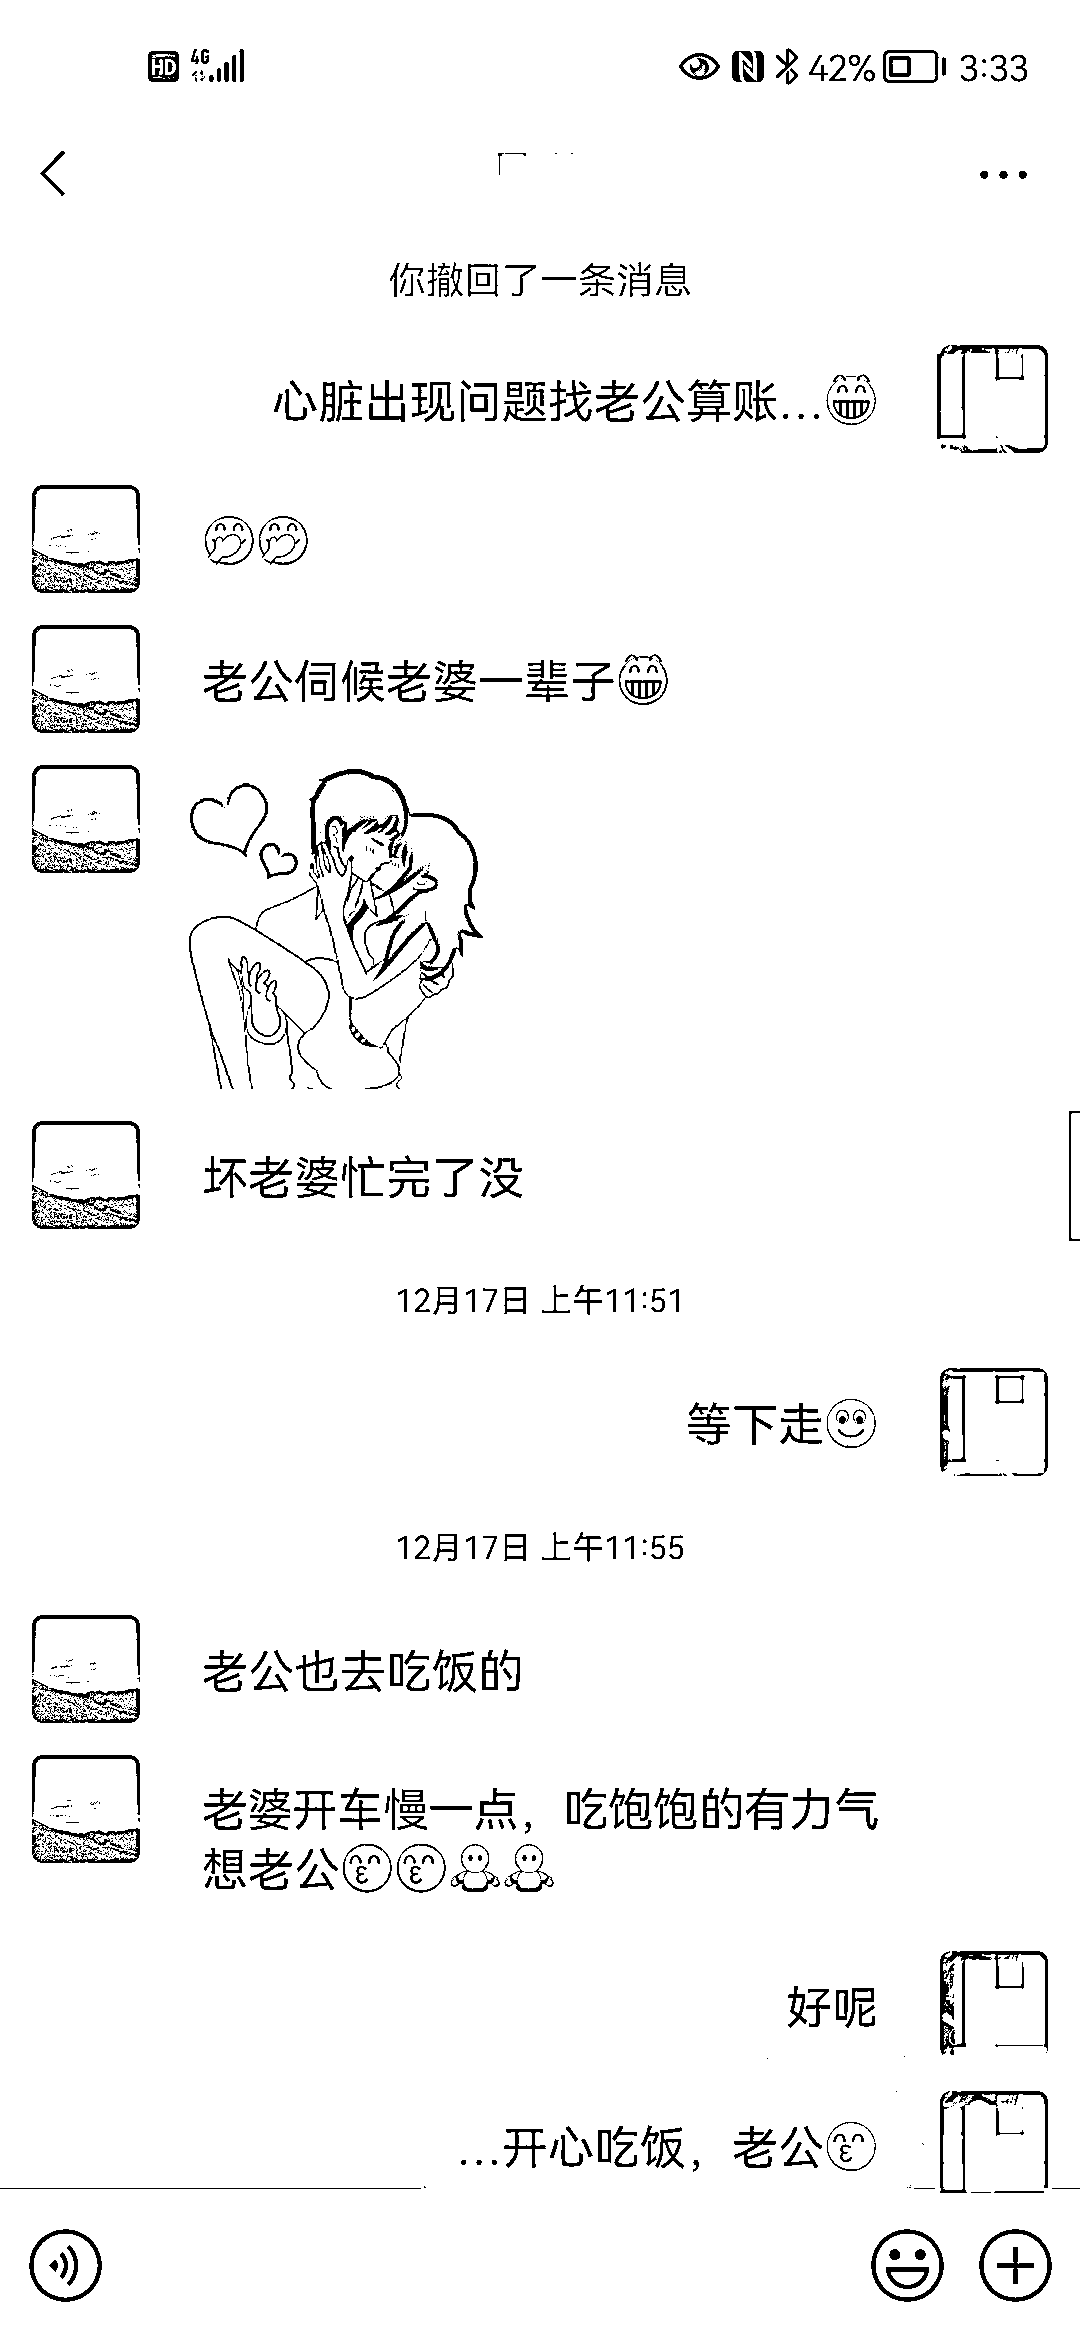 HD 4G 42% 3:33
你撤回了一条消息
心脏出现问题找老公算账...
老公伺候老婆一辈子
坏老婆忙完了没
12月17日 上午11:51
等下走
12月17日 上午11:55
老公也去吃饭的
老婆开车慢一点，吃饱饱的有力气
想老公
好呢
...开心吃饭，老公